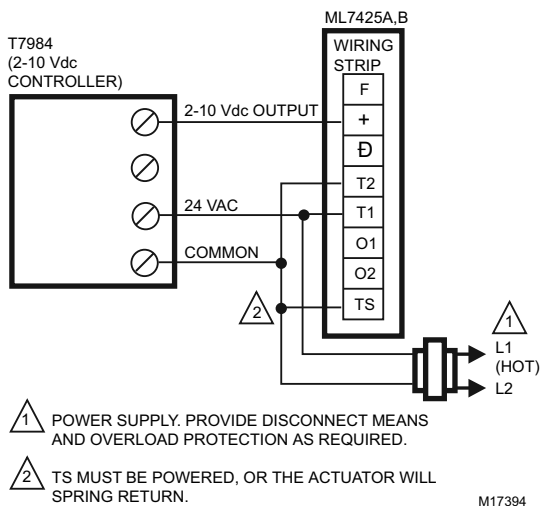 ML7425A,B
T7984
(2-10 Vdc
CONTROLLER)
WIRING
STRIP
F
2-10 Vdc OUTPUT
+
Đ
T2
24 VAC
T1
O1
COMMON
O2
2
TS
1
L1
(HOT)
L2
1 POWER SUPPLY. PROVIDE DISCONNECT MEANS
AND OVERLOAD PROTECTION AS REQUIRED.
2 TS MUST BE POWERED, OR THE ACTUATOR WILL
SPRING RETURN.
M17394